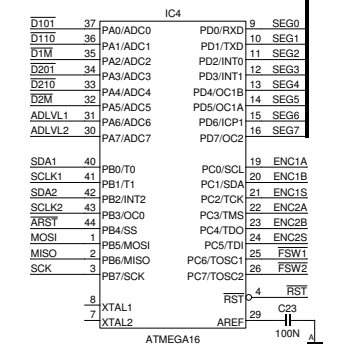 IC4
D101 37 PA0/ADC0 PD0/RXD 9 SEG0
D110 36 PA1/ADC1 PD1/TXD 10 SEG1
D1M 35 PA2/ADC2 PD2/INT0 11 SEG2
D201 34 PA3/ADC3 PD3/INT1 12 SEG3
D210 33 PA4/ADC4 PD4/OC1B 13 SEG4
D2M 32 PA5/ADC5 PD5/OC1A 14 SEG5
ADLVL1 31 PA6/ADC6 PD6/ICP1 15 SEG6
ADLVL2 30 PA7/ADC7 PD7/OC2 16 SEG7
SDA1 40 PB0/T0 PC0/SCL 19 ENC1A
SCLK1 41 PB1/T1 PC1/SDA 20 ENC1B
SDA2 42 PB2/INT2 PC2/TCK 21 ENC1S
SCLK2 43 PB3/OC0 PC3/TMS 22 ENC2A
ARST 44 PB4/SS PC4/TDO 23 ENC2B
MOSI 1 PB5/MOSI PC5/TDI 24 ENC2S
MISO 2 PB6/MISO PC6/TOSC1 25 FSW1
SCK 3 PB7/SCK PC7/TOSC2 26 FSW2
RST 4 RST
8 XTAL1
7 XTAL2 AREF 29 C23
100N
A
ATMEGA16